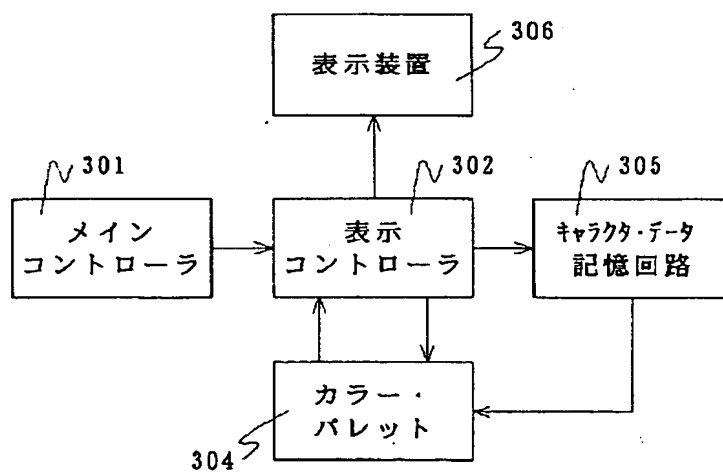 306
表示装置
301
302
305
メイン
コントローラ
表示
コントローラ
キャラクタ・データ
記憶回路
カラー・
パレット
304